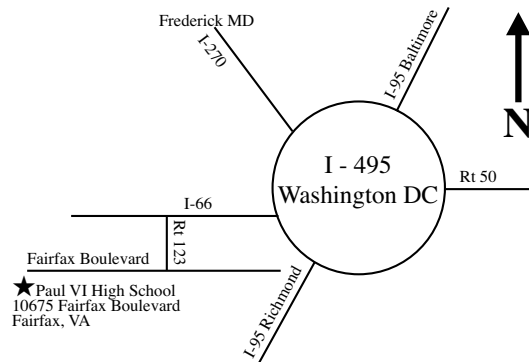 Frederick MD
I-270
I-95 Baltimore
N
I - 495
Washington DC
Rt 50
I-66
Rt 123
Fairfax Boulevard
Paul VI High School
10675 Fairfax Boulevard
Fairfax, VA
I-95 Richmond